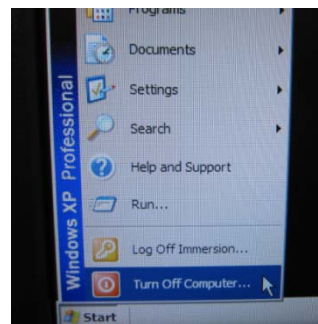 Programs
Documents
Settings
Search
Help and Support
Run...
Log Off Immersion...
Turn Off Computer...
Windows XP Professional
Start